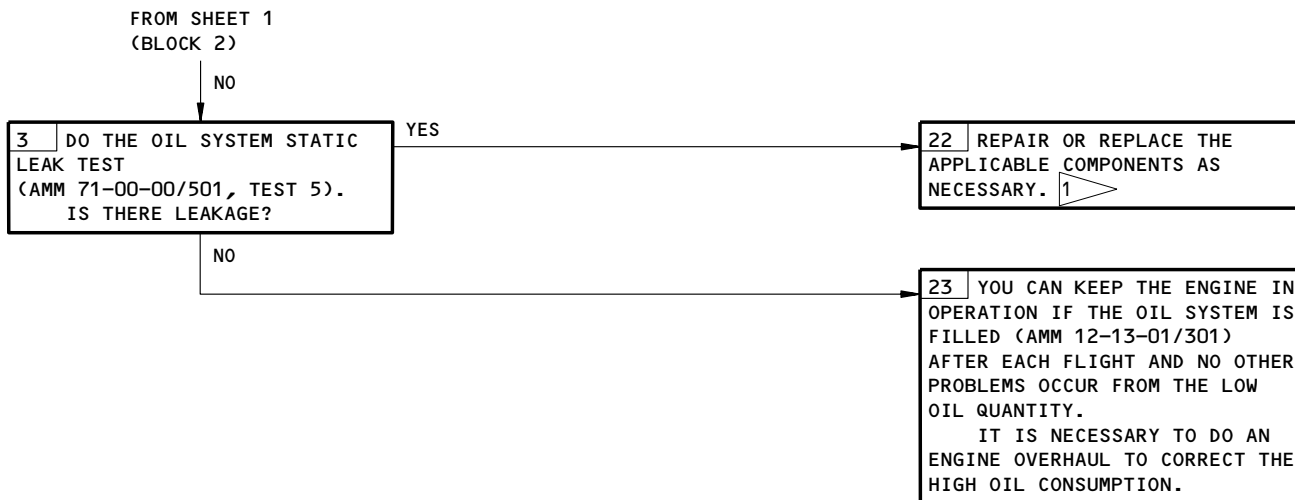 FROM SHEET 1
(BLOCK 2)
NO
3 DO THE OIL SYSTEM STATIC
LEAK TEST
(AMM 71-00-00/501, TEST 5).
IS THERE LEAKAGE?
YES
22 REPAIR OR REPLACE THE
APPLICABLE COMPONENTS AS
NECESSARY. 1
NO
23 YOU CAN KEEP THE ENGINE IN
OPERATION IF THE OIL SYSTEM IS
FILLED (AMM 12-13-01/301)
AFTER EACH FLIGHT AND NO OTHER
PROBLEMS OCCUR FROM THE LOW
OIL QUANTITY.
IT IS NECESSARY TO DO AN
ENGINE OVERHAUL TO CORRECT THE
HIGH OIL CONSUMPTION.